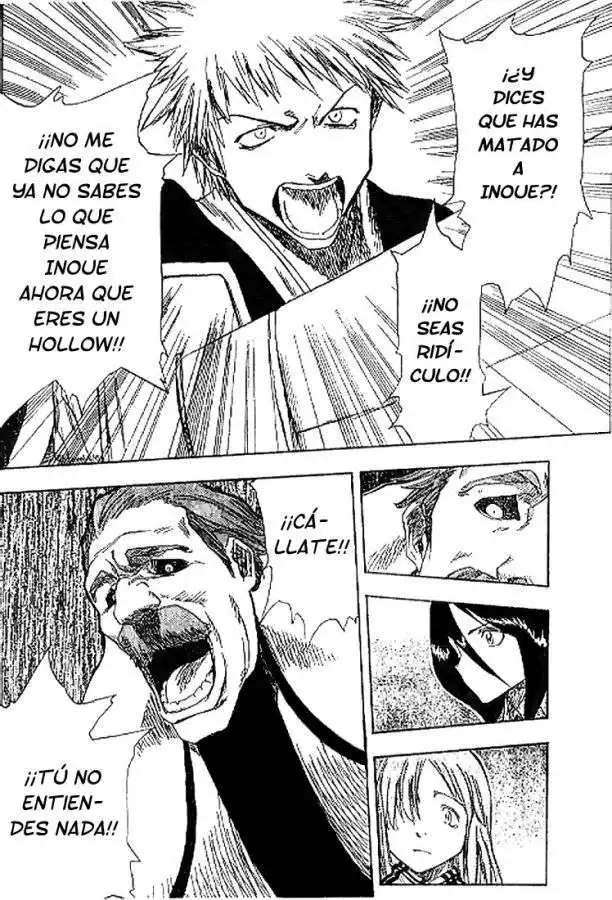 ¡¿Y
DICES
QUE HAS
MATADO
A
INOUE?!
¡¡NO
SEAS
RIDÍ-
CULO!!
¡¡NO ME
DIGAS QUE
YA NO SABES
LO QUE
PIENSA
INOUE
AHORA QUE
ERES UN
HOLLOW!!
¡¡CÁ-
LLATE!!
¡¡TÚ NO
ENTIEN-
DES NADA!!